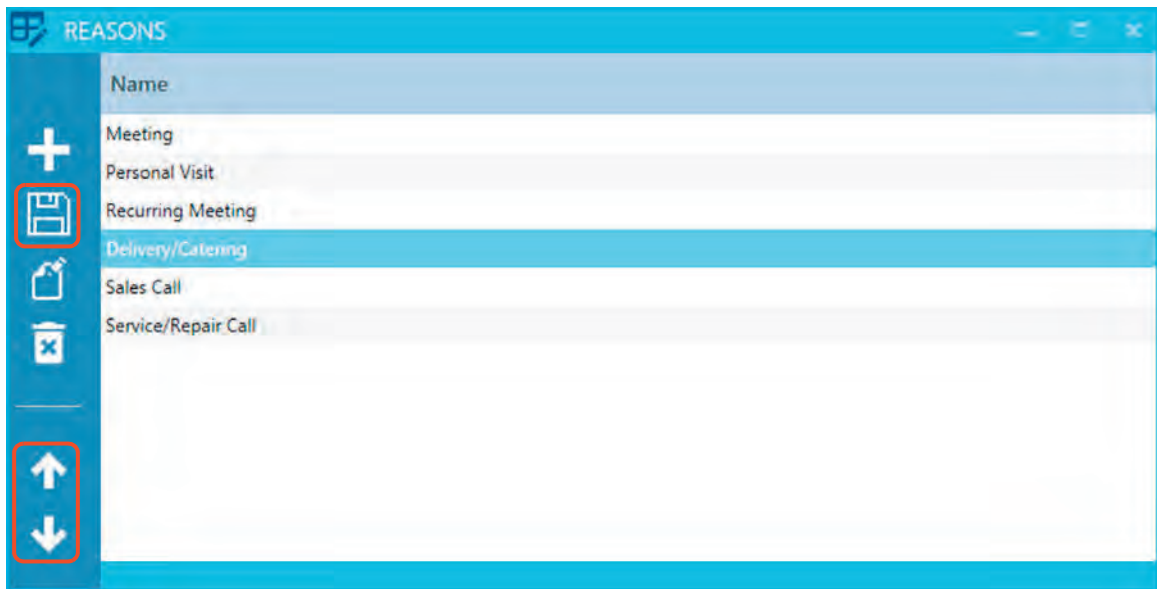 REASONS
Name
Meeting
Personal Visit
Recurring Meeting
Delivery/Catering
Sales Call
Service/Repair Call